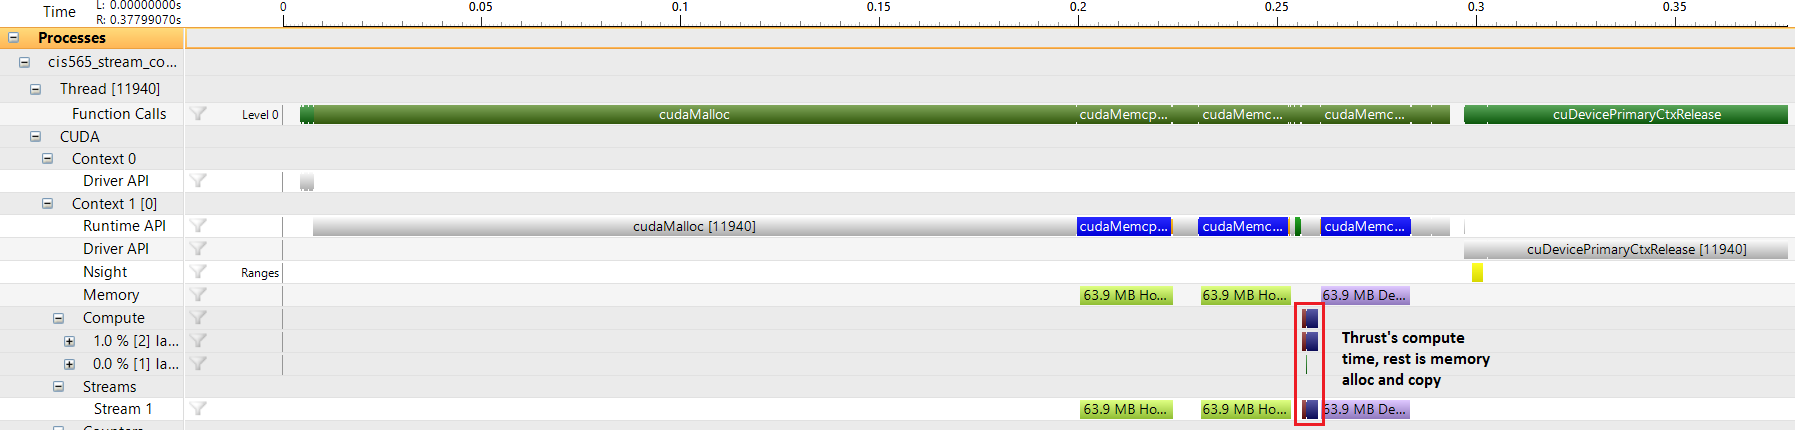 Time
L: 0.00000000s
R: 0.37799070s
0 0.05 0.1 0.15 0.2 0.25 0.3 0.35
Processes
cis565_stream_co...
Thread [11940]
Function Calls Level 0 cudaMalloc cudaMemcp... cudaMemc... cudaMemc... cuDevicePrimaryCtxRelease
CUDA
Context 0
Driver API
Context 1 [0]
Runtime API cudaMalloc [11940] cudaMemcp... cudaMemc... cudaMemc...
Driver API cuDevicePrimaryCtxRelease [11940]
Nsight Ranges
Memory 63.9 MB Ho... 63.9 MB Ho... 63.9 MB De...
Compute
1.0 % [2] la...
0.0 % [1] la...
Thrust's compute
time, rest is memory
alloc and copy
Streams
Stream 1 63.9 MB Ho... 63.9 MB Ho... 63.9 MB De...